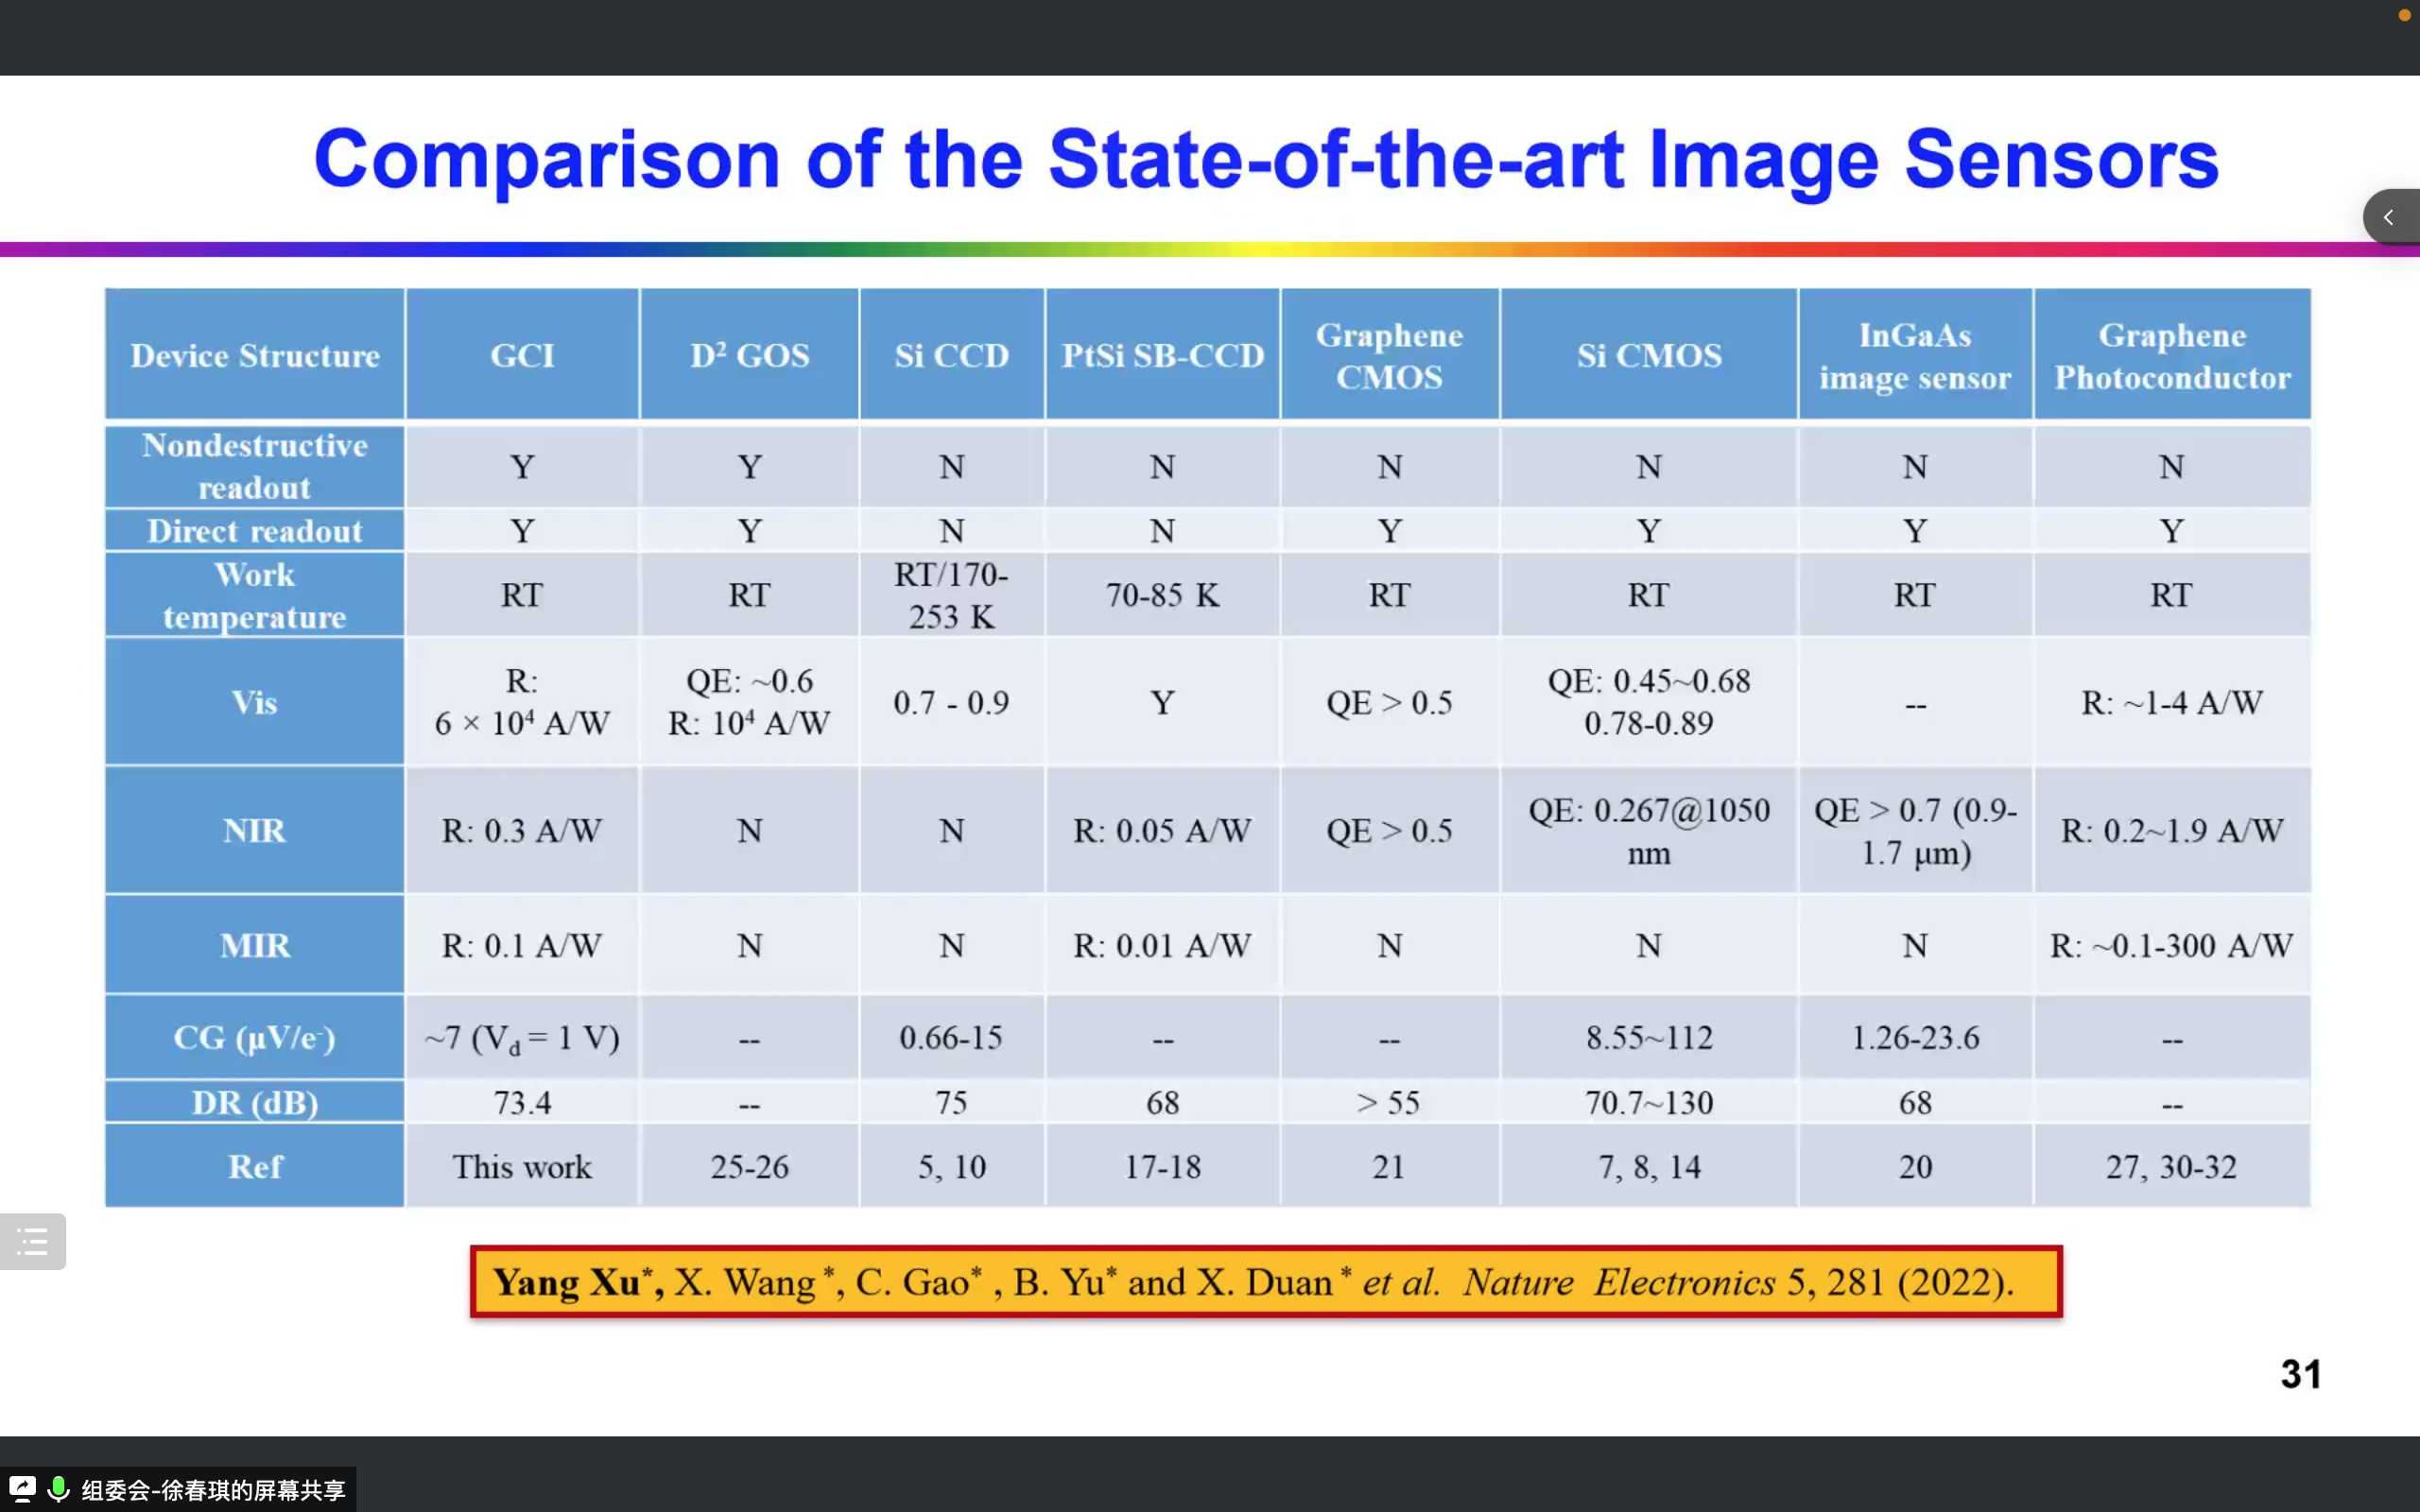 Comparison of the State-of-the-art Image Sensors
Device Structure GCI D² GOS Si CCD PtSi SB-CCD Graphene CMOS Si CMOS InGaAs image sensor Graphene Photoconductor
Nondestructive readout Y Y N N N N N N
Direct readout Y Y N N Y Y Y Y
Work temperature RT RT RT/170-253 K 70-85 K RT RT RT RT
Vis R: 6 × 10⁴ A/W QE: ~0.6 R: 10⁴ A/W 0.7 - 0.9 Y QE > 0.5 QE: 0.45~0.68 0.78-0.89 -- R: ~1-4 A/W
NIR R: 0.3 A/W N N R: 0.05 A/W QE > 0.5 QE: 0.267@1050 nm QE > 0.7 (0.9-1.7 μm) R: 0.2~1.9 A/W
MIR R: 0.1 A/W N N R: 0.01 A/W N N N R: ~0.1-300 A/W
CG (μV/e⁻) ~7 (V_d = 1 V) -- 0.66-15 -- -- 8.55~112 1.26-23.6 --
DR (dB) 73.4 -- 75 68 > 55 70.7~130 68 --
Ref This work 25-26 5, 10 17-18 21 7, 8, 14 20 27, 30-32
Yang Xu*, X. Wang*, C. Gao*, B. Yu* and X. Duan* et al. Nature Electronics 5, 281 (2022).
31
组委会-徐春琪的屏幕共享